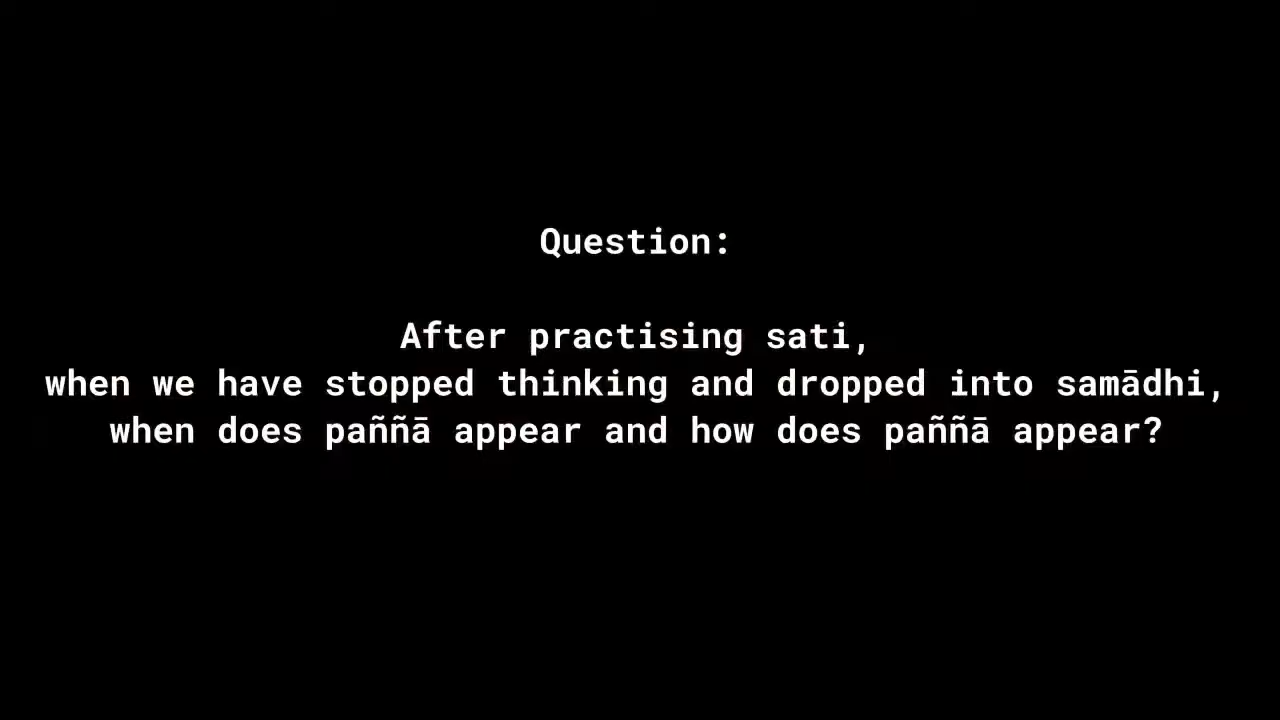 Question:
After practising sati,
when we have stopped thinking and dropped into samādhi,
when does paññā appear and how does paññā appear?